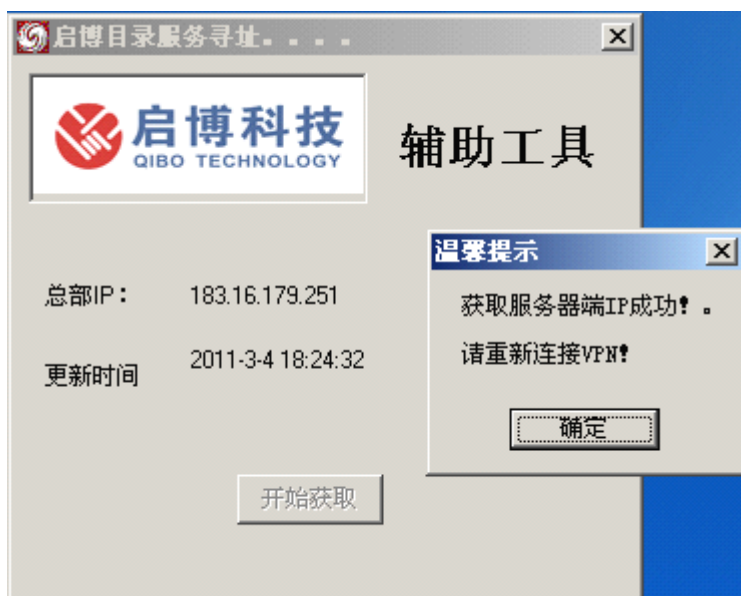 启博目录服务寻址. . . .
启博科技
QIBO TECHNOLOGY
辅助工具
总部IP： 183.16.179.251
更新时间 2011-3-4 18:24:32
开始获取
温馨提示
获取服务器端IP成功！。
请重新连接VPN！
确定